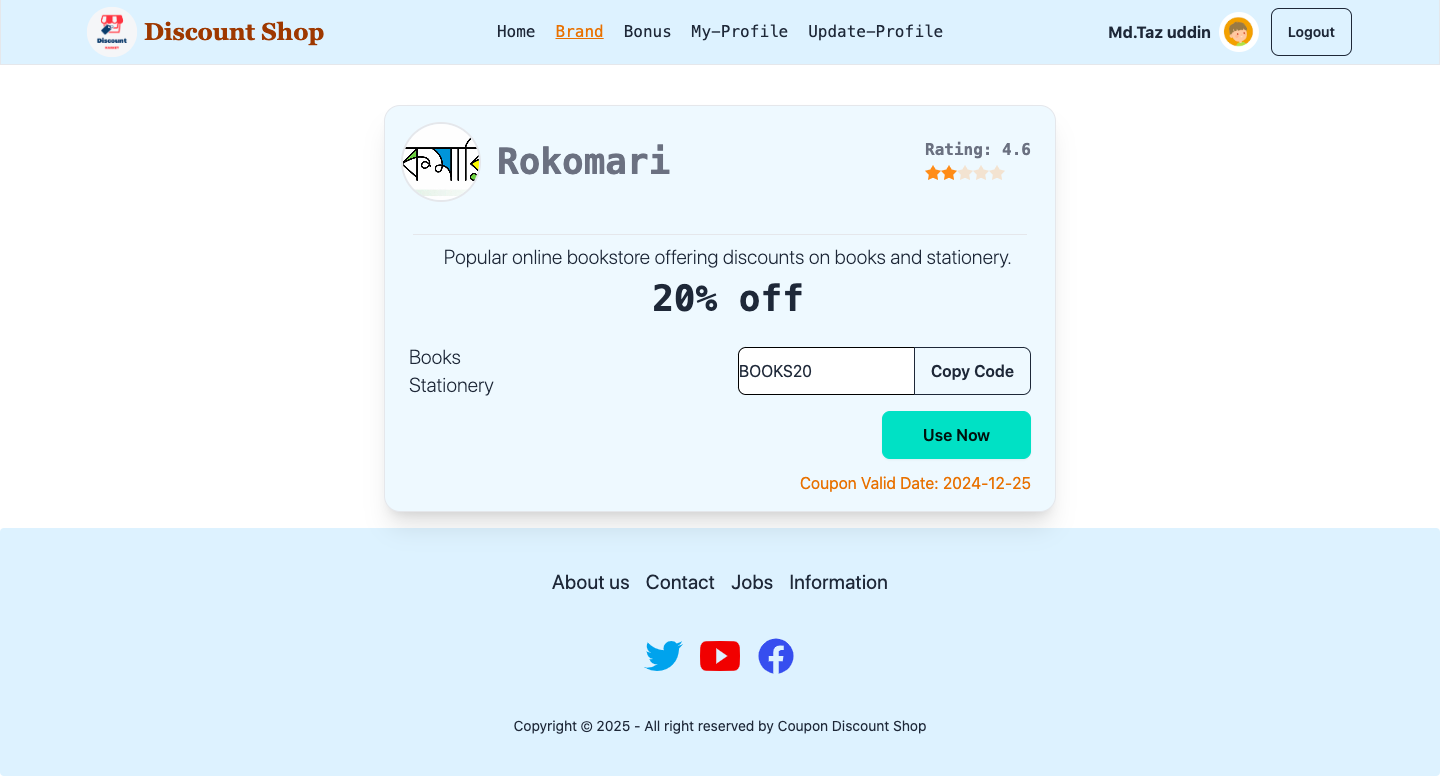 Discount
Discount Shop
Home Brand Bonus My-Profile Update-Profile
Md.Taz uddin
Logout
কমারি
Rokomari
Rating: 4.6
Popular online bookstore offering discounts on books and stationery.
20% off
Books
Stationery
BOOKS20
Copy Code
Use Now
Coupon Valid Date: 2024-12-25
About us Contact Jobs Information
Copyright © 2025 - All right reserved by Coupon Discount Shop